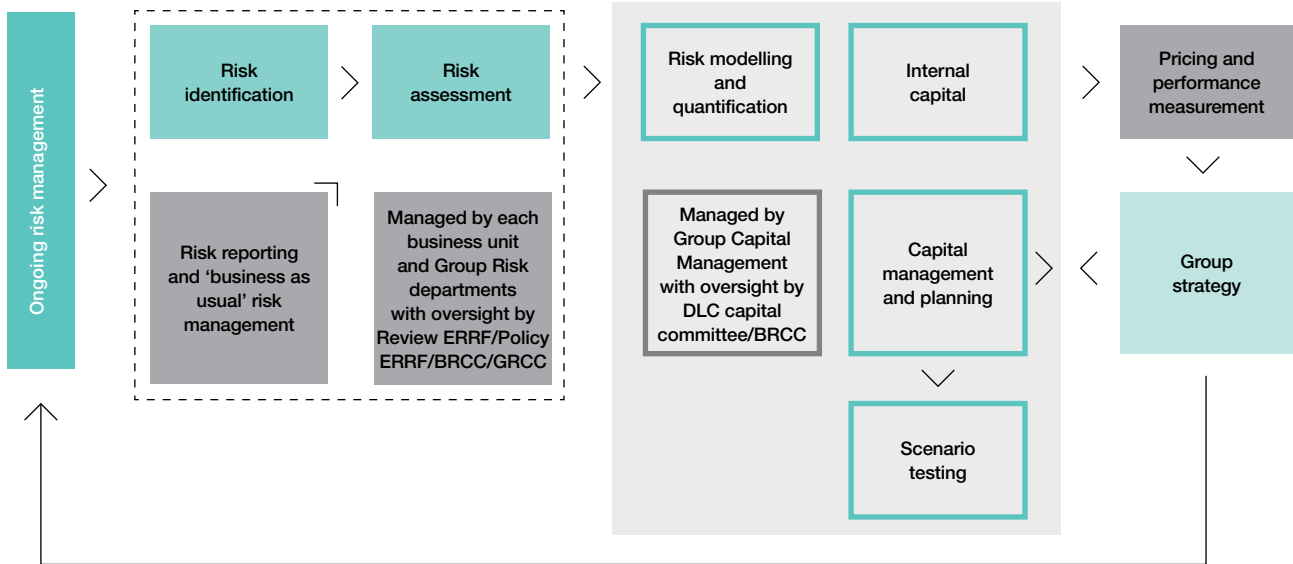 Ongoing risk management
Risk
identification
Risk
assessment
Risk reporting
and ‘business as
usual’ risk
management
Managed by each
business unit
and Group Risk
departments
with oversight by
Review ERRF/Policy
ERRF/BRCC/GRCC
Risk modelling
and
quantification
Internal
capital
Managed by
Group Capital
Management
with oversight by
DLC capital
committee/BRCC
Capital
management
and planning
Scenario
testing
Pricing and
performance
measurement
Group
strategy